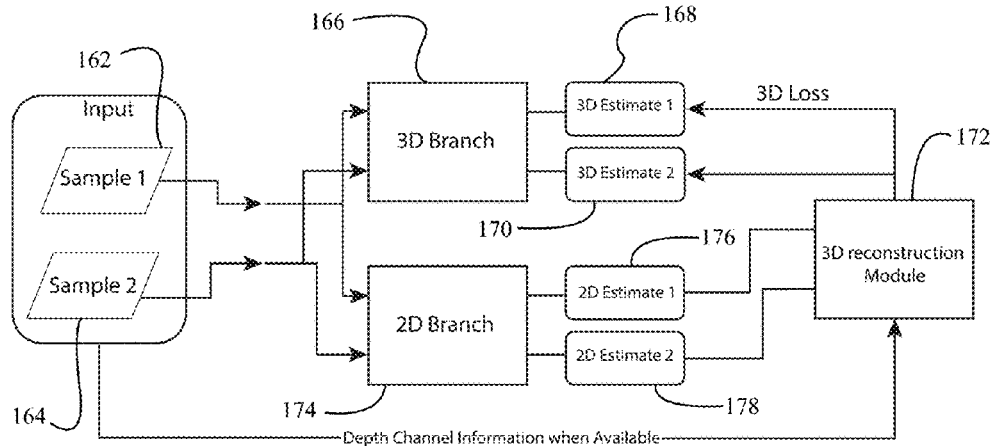 166
168
162
Input
3D Estimate 1
3D Loss
Sample 1
3D Branch
172
3D Estimate 2
170
176
Sample 2
2D Estimate 1
3D reconstruction
Module
2D Branch
2D Estimate 2
164
174
178
Depth Channel Information when Available